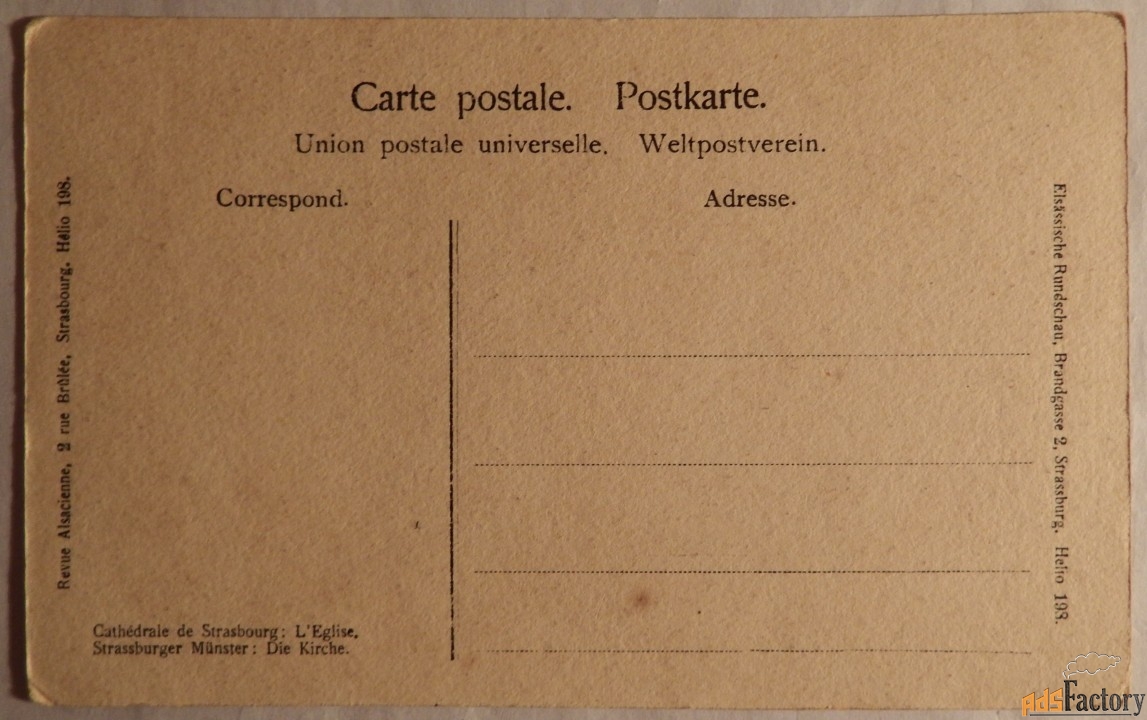 Carte postale. Postkarte.
Union postale universelle. Weltpostverein.
Correspond.
Adresse.
Revue Alsacienne, 2 rue Brûlée, Strasbourg. Hélio 198.
Elsässische Rundschau, Brandgasse 2, Strassburg. Helio 198.
Cathédrale de Strasbourg: L'Eglise.
Strassburger Münster: Die Kirche.
AdsFactory